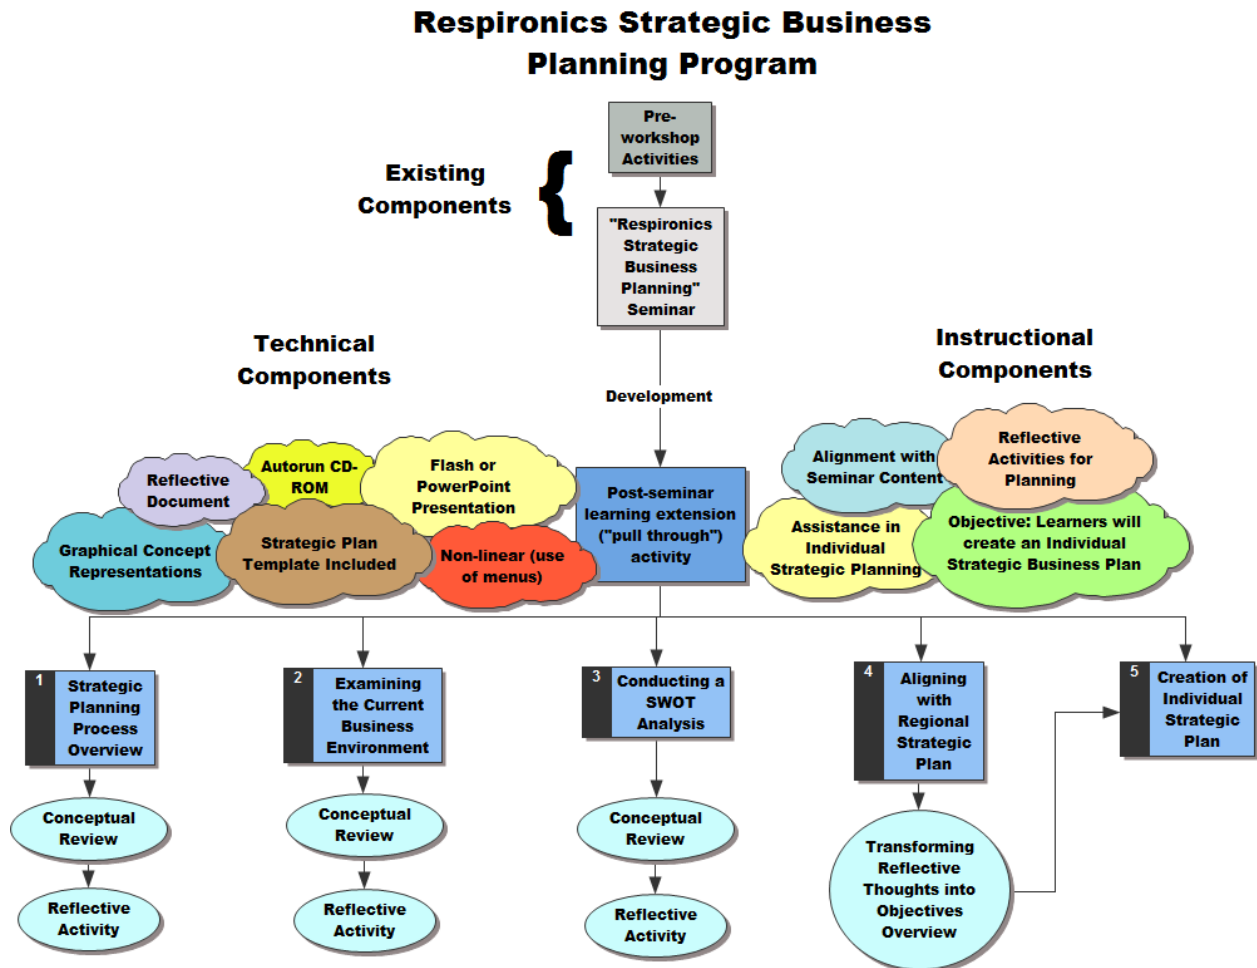 Respironics Strategic Business
Planning Program
Pre-
workshop
Activities
Existing
Components
{
"Respironics
Strategic
Business
Planning"
Seminar
Technical
Components
Instructional
Components
Development
Reflective
Document
Autorun CD-
ROM
Flash or
PowerPoint
Presentation
Graphical Concept
Representations
Strategic Plan
Template Included
Non-linear (use
of menus)
Post-seminar
learning extension
("pull through")
activity
Alignment with
Seminar Content
Reflective
Activities for
Planning
Assistance in
Individual
Strategic Planning
Objective: Learners will
create an Individual
Strategic Business Plan
1
Strategic
Planning
Process
Overview
2
Examining
the Current
Business
Environment
3
Conducting a
SWOT
Analysis
4
Aligning
with
Regional
Strategic
Plan
5
Creation of
Individual
Strategic
Plan
Conceptual
Review
Conceptual
Review
Conceptual
Review
Transforming
Reflective
Thoughts into
Objectives
Overview
Reflective
Activity
Reflective
Activity
Reflective
Activity